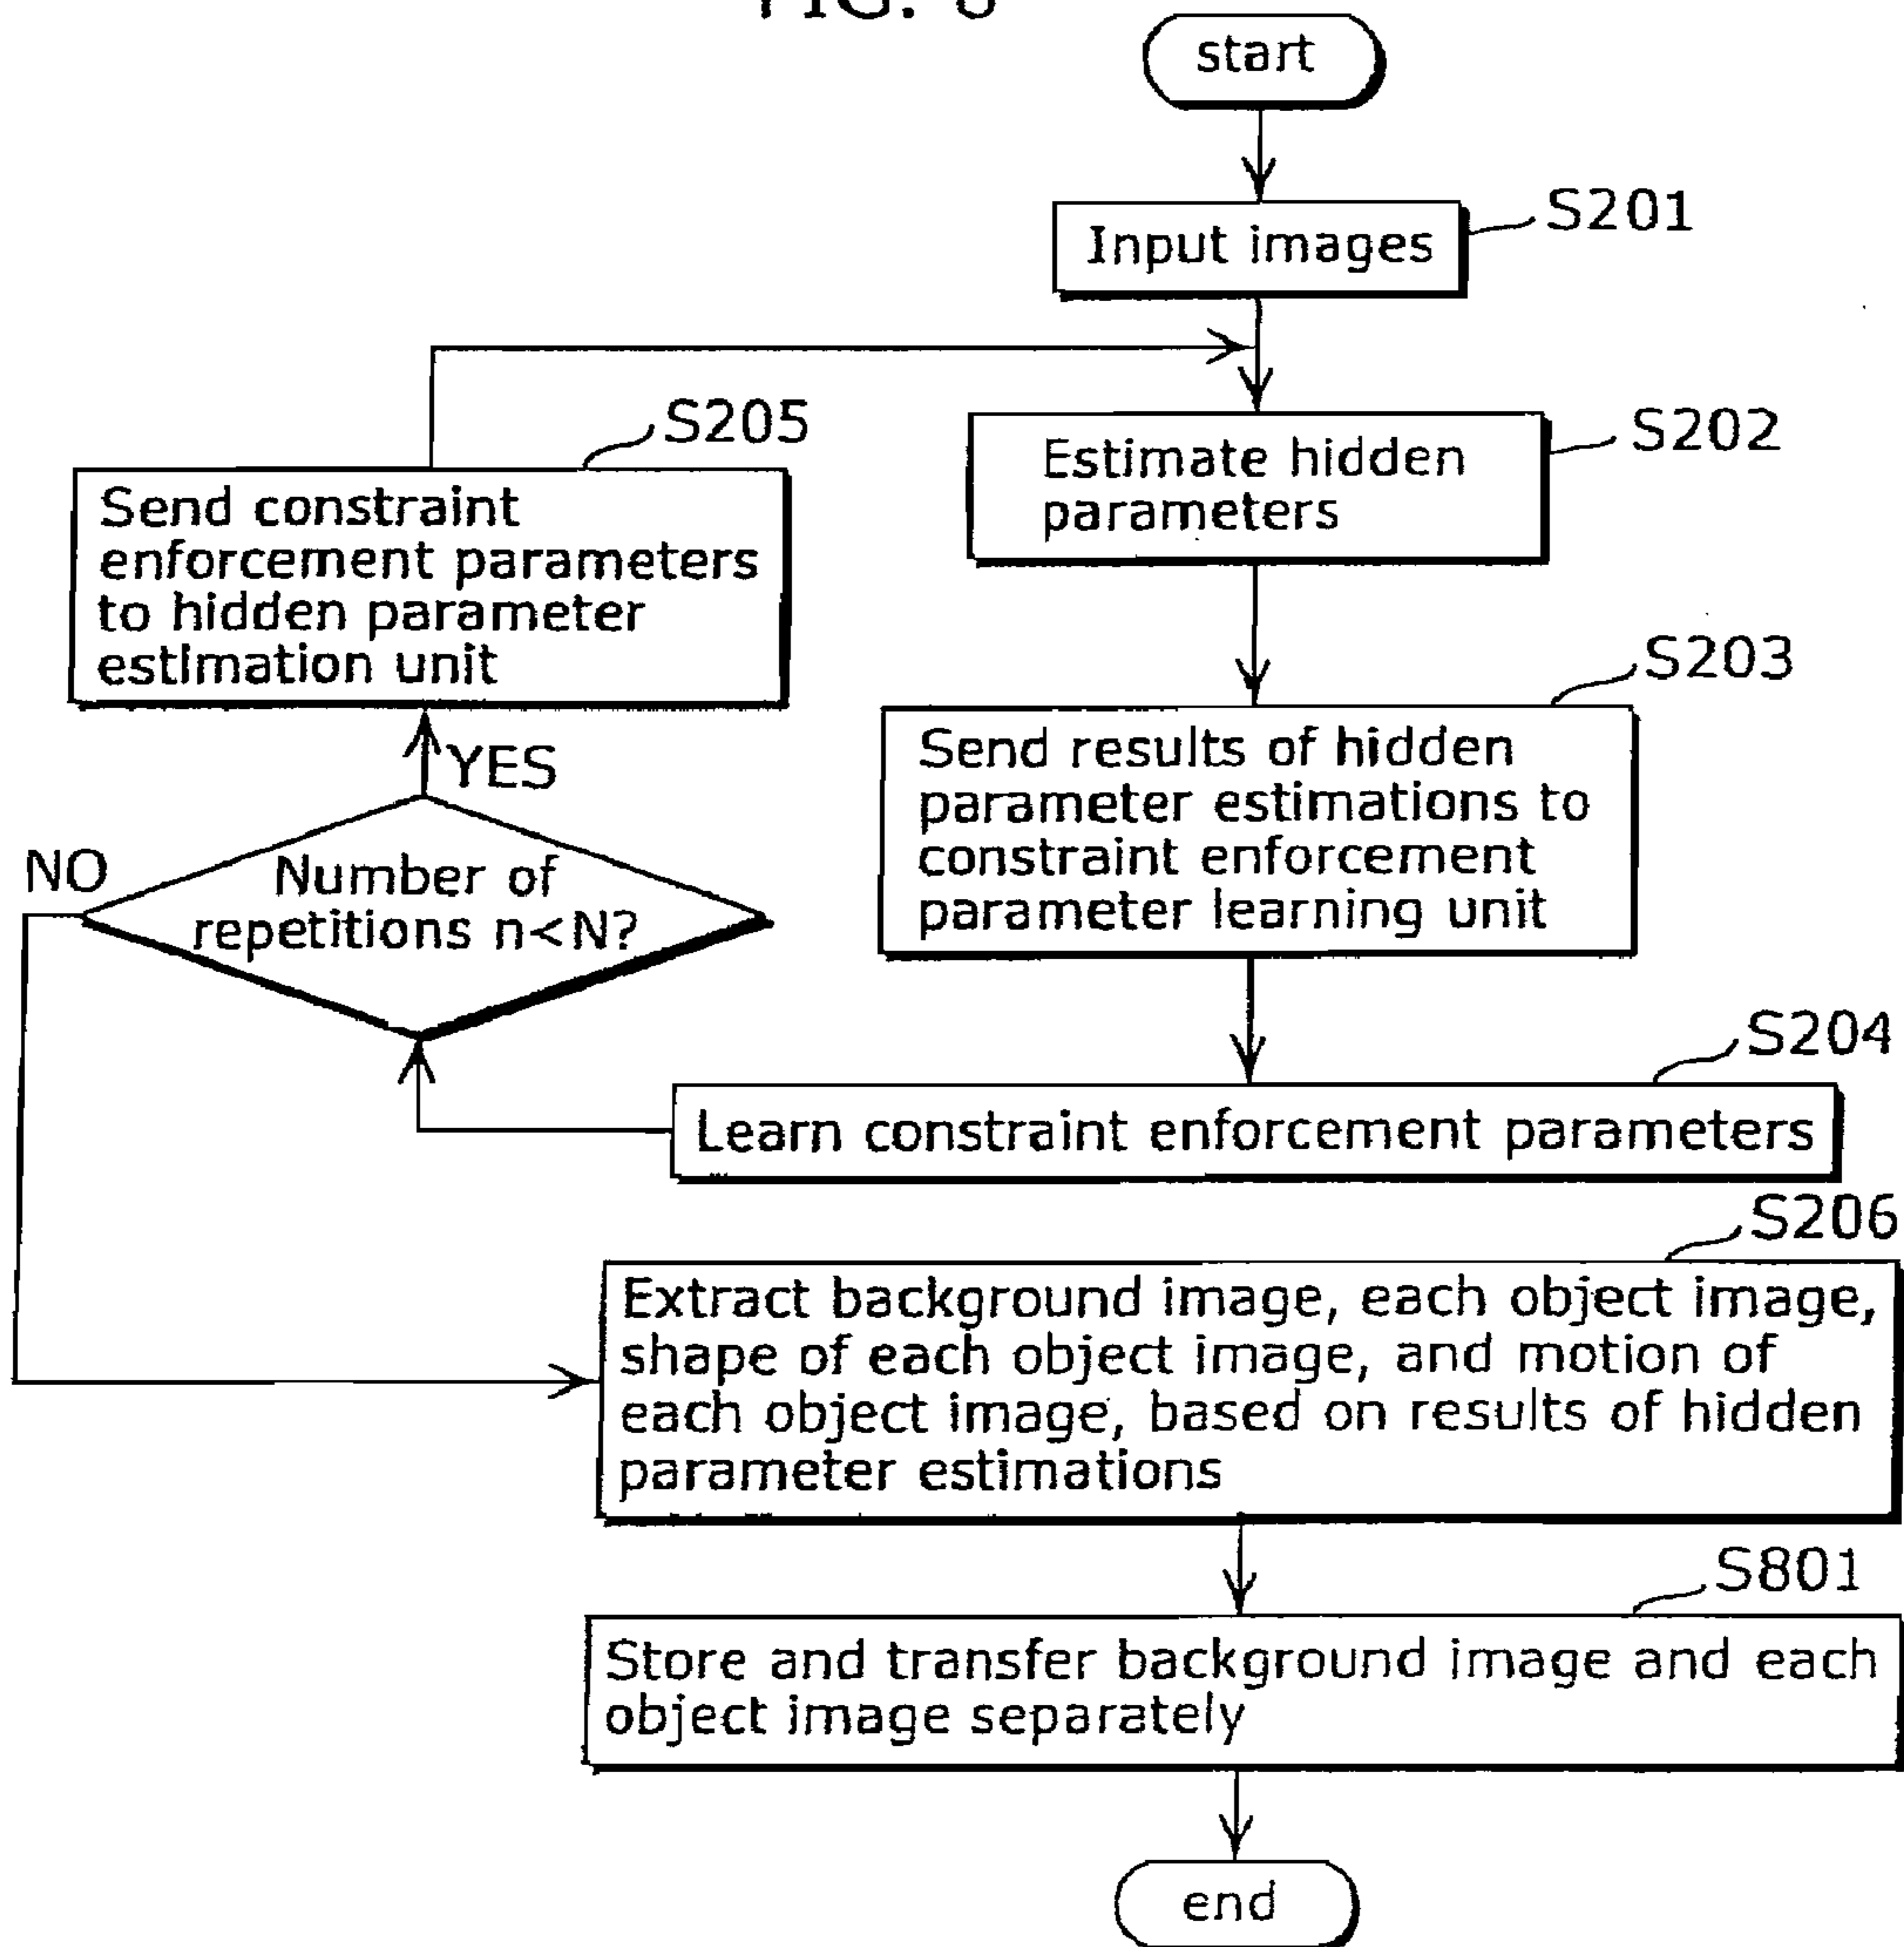 start
S201
Input images
S205
S202
Send constraint
enforcement parameters
to hidden parameter
estimation unit
Estimate hidden
parameters
S203
YES
Send results of hidden
parameter estimations to
constraint enforcement
parameter learning unit
NO
Number of
repetitions n<N?
S204
Learn constraint enforcement parameters
S206
Extract background image, each object image,
shape of each object image, and motion of
each object image, based on results of hidden
parameter estimations
S801
Store and transfer background image and each
object image separately
end